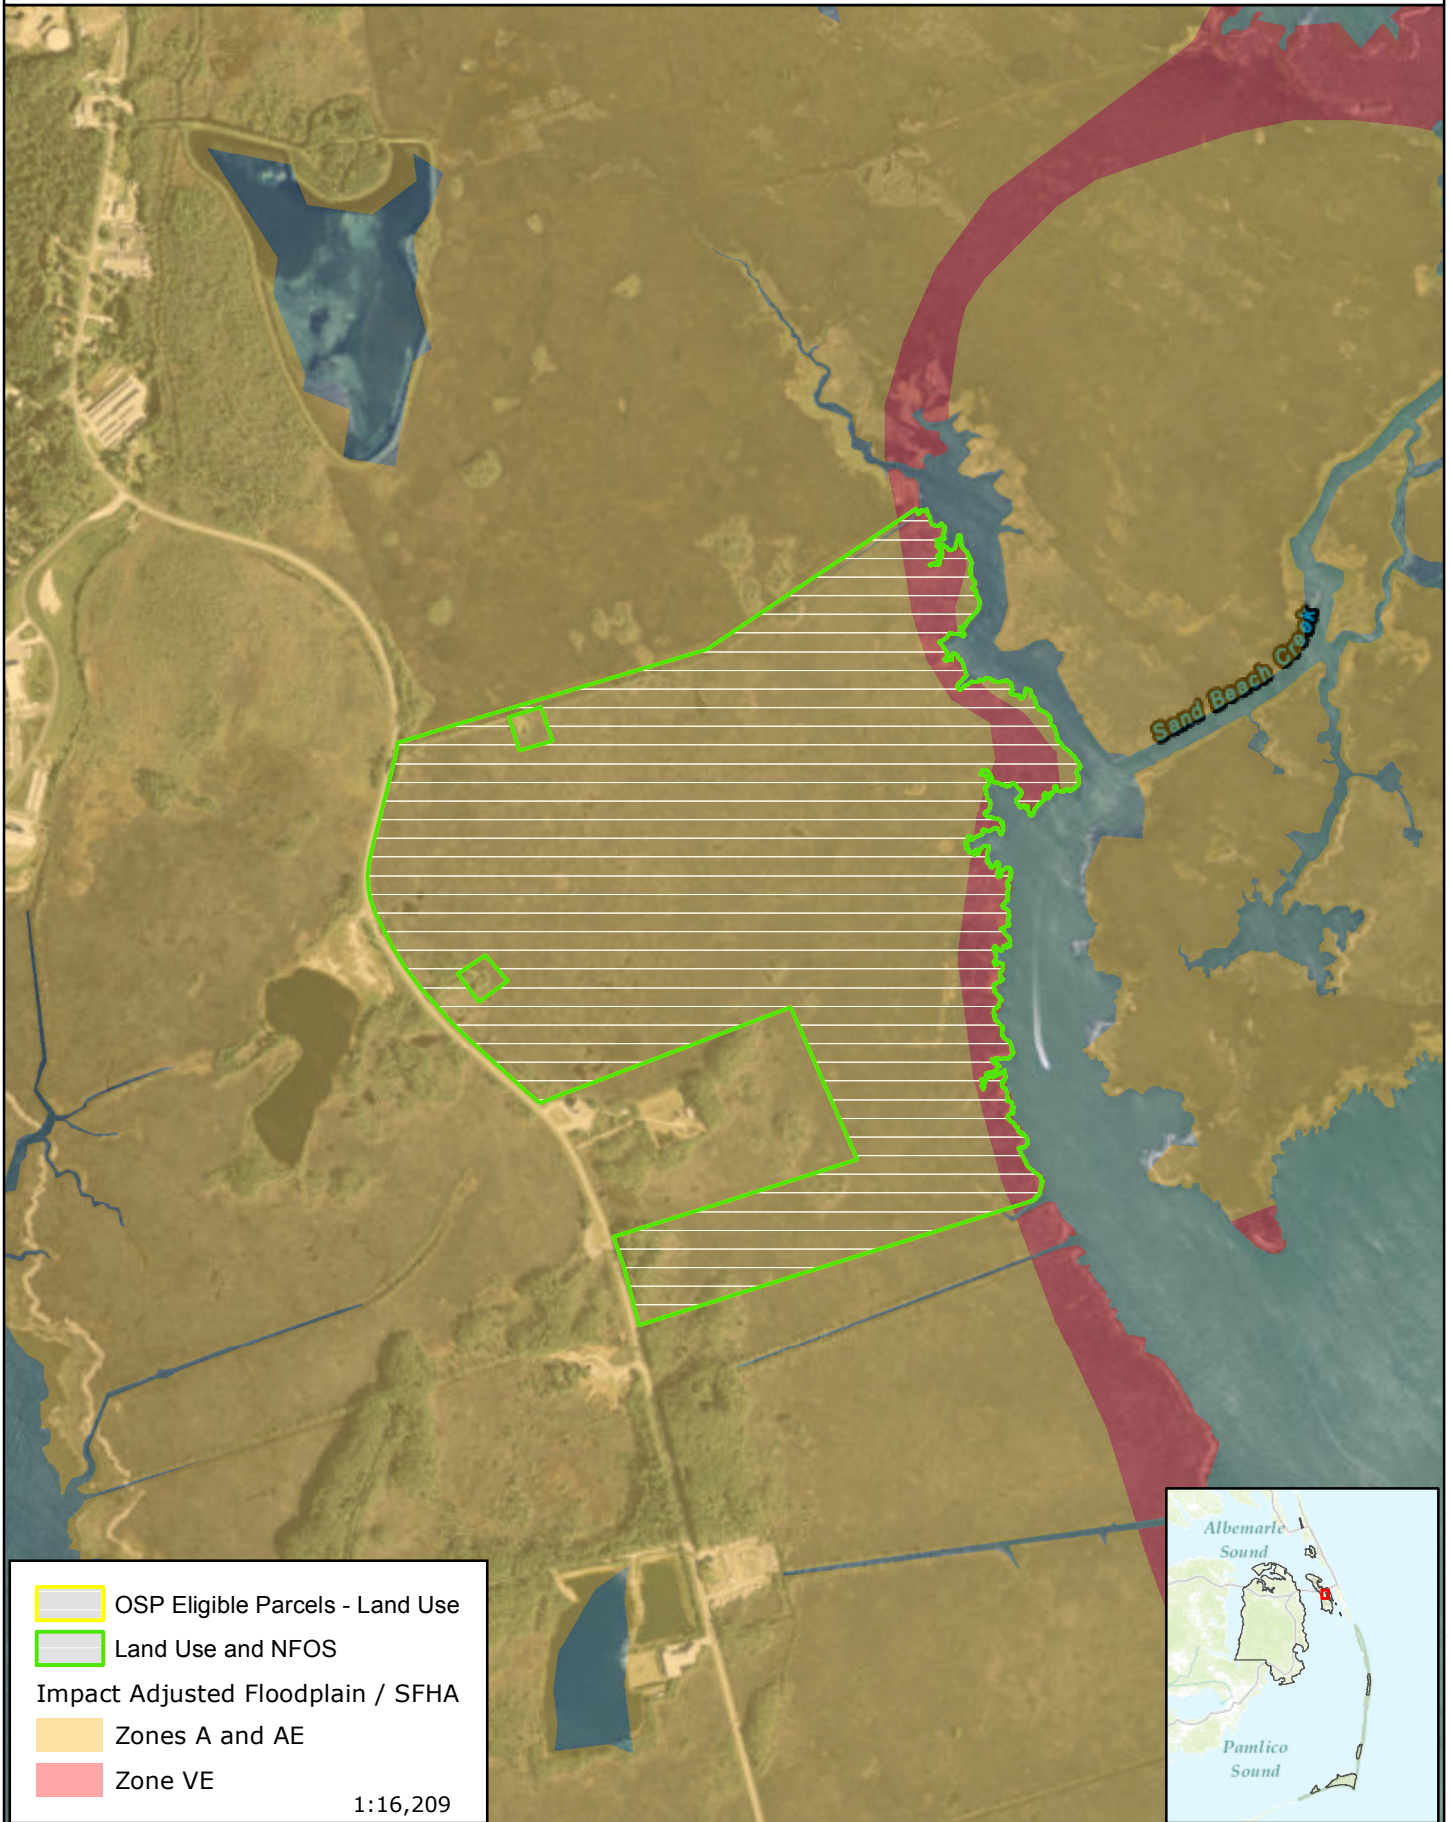 Sand Beach Creek
OSP Eligible Parcels - Land Use
Land Use and NFOS
Impact Adjusted Floodplain / SFHA
Zones A and AE
Zone VE
1:16,209
Albemarle
Sound
Pamlico
Sound